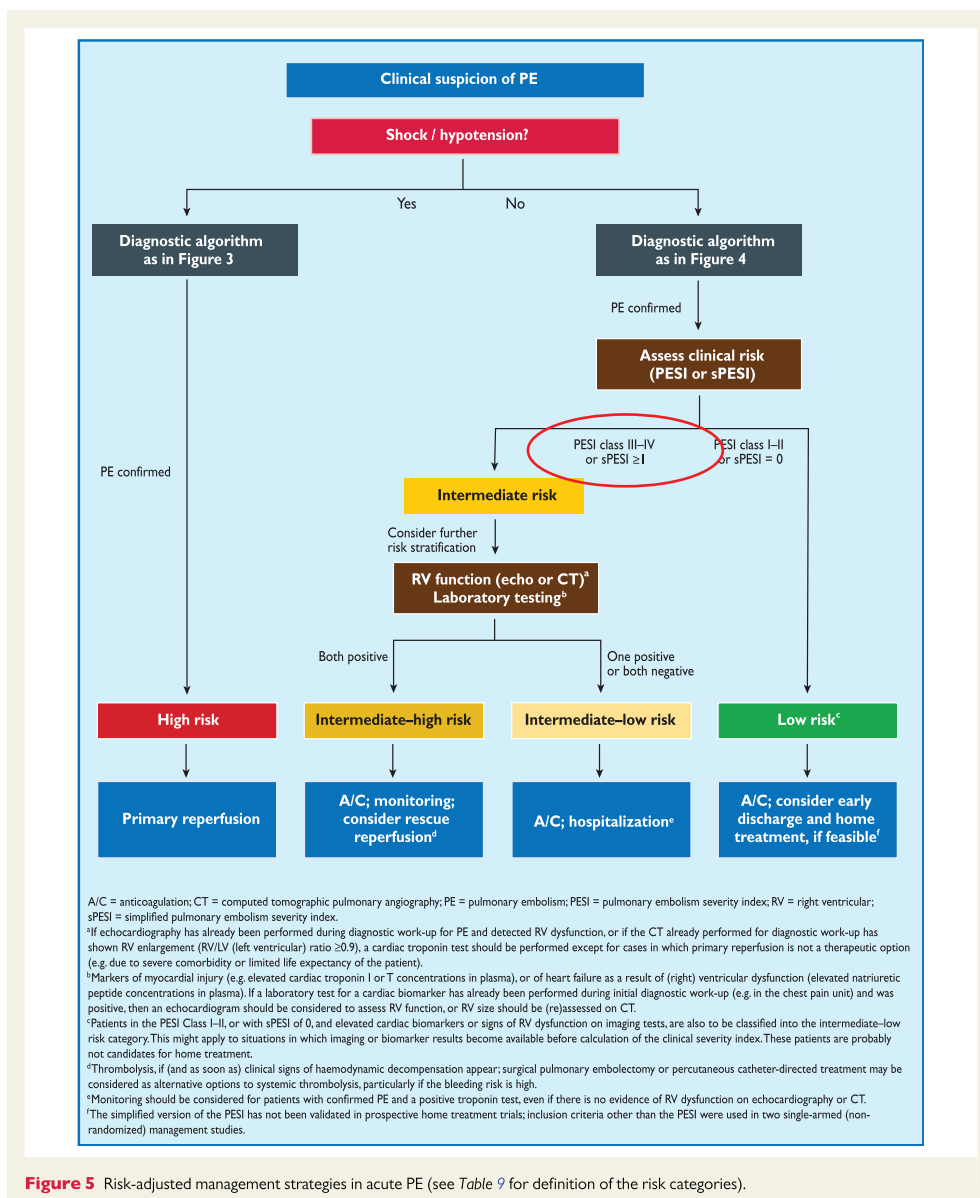 Clinical suspicion of PE
Shock / hypotension?
Yes
No
Diagnostic algorithm
as in Figure 3
Diagnostic algorithm
as in Figure 4
PE confirmed
Assess clinical risk
(PESI or sPESI)
PESI class III–IV
or sPESI ≥1
PESI class I–II
or sPESI = 0
PE confirmed
Intermediate risk
Consider further
risk stratification
RV function (echo or CT)ᵃ
Laboratory testingᵇ
Both positive
One positive
or both negative
High risk
Intermediate–high risk
Intermediate–low risk
Low riskᶜ
Primary reperfusion
A/C; monitoring;
consider rescue
reperfusionᵈ
A/C; hospitalizationᵉ
A/C; consider early
discharge and home
treatment, if feasibleᶠ
A/C = anticoagulation; CT = computed tomographic pulmonary angiography; PE = pulmonary embolism; PESI = pulmonary embolism severity index; RV = right ventricular;
sPESI = simplified pulmonary embolism severity index.
ᵃIf echocardiography has already been performed during diagnostic work-up for PE and detected RV dysfunction, or if the CT already performed for diagnostic work-up has
shown RV enlargement (RV/LV (left ventricular) ratio ≥0.9), a cardiac troponin test should be performed except for cases in which primary reperfusion is not a therapeutic option
(e.g. due to severe comorbility or limited life expectancy of the patient).
ᵇMarkers of myocardial injury (e.g. elevated cardiac troponin I or T concentrations in plasma), or of heart failure as a result of (right) ventricular dysfunction (elevated natriuretic
peptide concentrations in plasma). If a laboratory test for a cardiac biomarker has already been performed during initial diagnostic work-up (e.g. in the chest pain unit) and was
positive, then an echocardiogram should be considered to assess RV function, or RV size should be (re)assessed on CT.
ᶜPatients in the PESI Class I–II, or with sPESI of 0, and elevated cardiac biomarkers or signs of RV dysfunction on imaging tests, are also to be classified into the intermediate–low
risk category. This might apply to situations in which imaging or biomarker results become available before calculation of the clinical severity index. These patients are probably
not candidates for home treatment.
ᵈThrombolysis, if (and as soon as) clinical signs of haemodynamic decompensation appear; surgical pulmonary embolectomy or percutaneous catheter-directed treatment may be
considered as alternative options to systemic thrombolysis, particularly if the bleeding risk is high.
ᵉMonitoring should be considered for patients with confirmed PE and a positive troponin test, even if there is no evidence of RV dysfunction on echocardiography or CT.
ᶠThe simplified version of the PESI has not been validated in prospective home treatment trials; inclusion criteria other than the PESI were used in two single-armed (non-
randomized) management studies.
Figure 5 Risk-adjusted management strategies in acute PE (see Table 9 for definition of the risk categories).